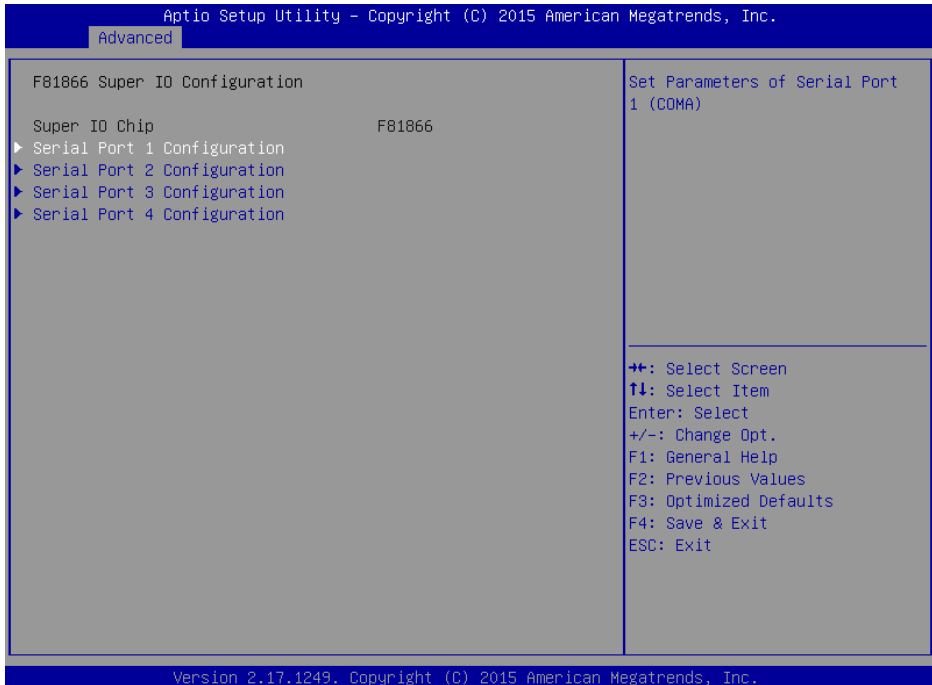 Aptio Setup Utility – Copyright (C) 2015 American Megatrends, Inc.
Advanced
F81866 Super IO Configuration
Super IO Chip F81866
Serial Port 1 Configuration
Serial Port 2 Configuration
Serial Port 3 Configuration
Serial Port 4 Configuration
Set Parameters of Serial Port
1 (COMA)
→←: Select Screen
↑↓: Select Item
Enter: Select
+/-: Change Opt.
F1: General Help
F2: Previous Values
F3: Optimized Defaults
F4: Save & Exit
ESC: Exit
Version 2.17.1249. Copyright (C) 2015 American Megatrends, Inc.